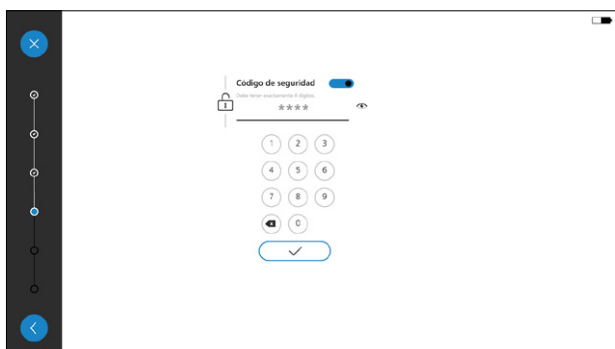 Código de seguridad
Debe tener exactamente 4 dígitos.
****
1 2 3
4 5 6
7 8 9
0